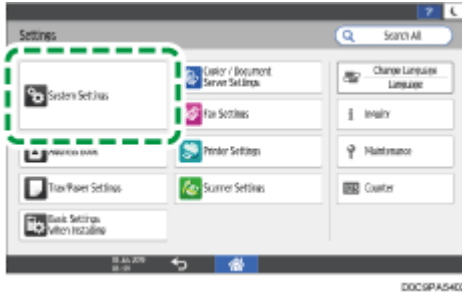 ?
Settings
Search All
System Settings
Copier / Document
Server Settings
Change Language
Language
Fax Settings
Inquiry
Address Book
Printer Settings
Maintenance
Tray/Paper Settings
Scanner Settings
Counter
Basic Settings
When Installing
D0C9PA5402